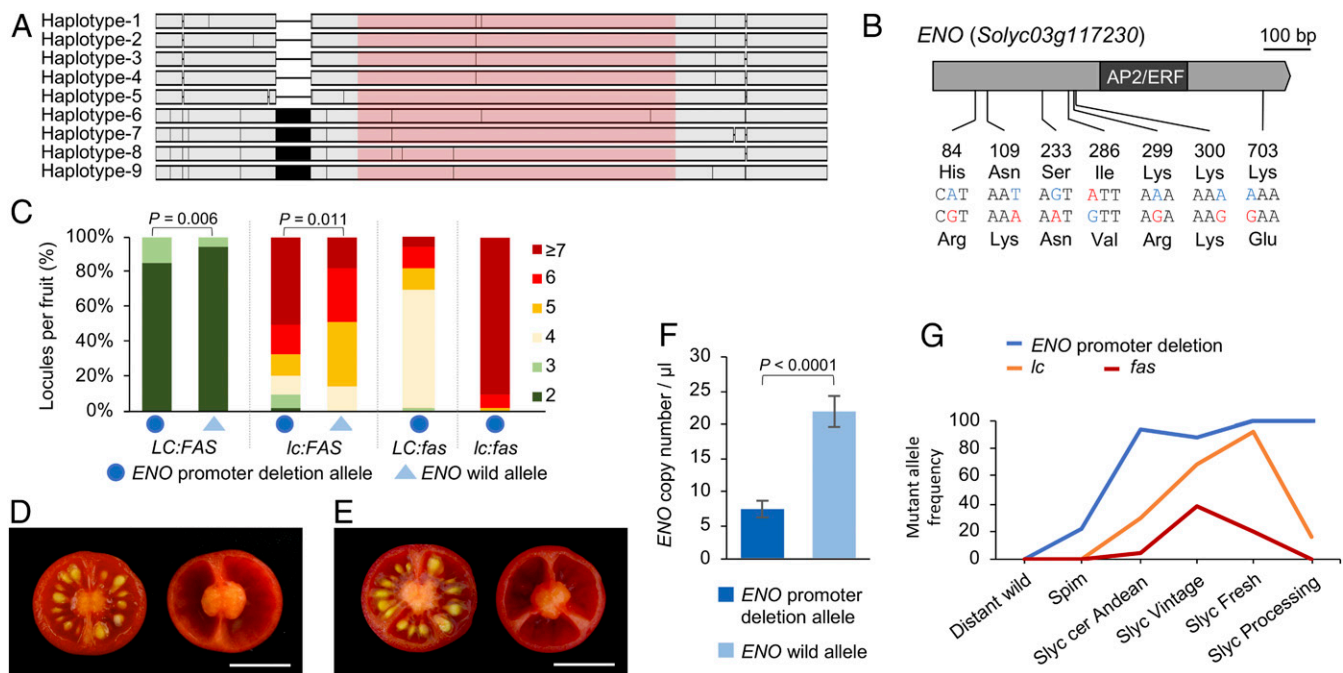 A
Haplotype-1
Haplotype-2
Haplotype-3
Haplotype-4
Haplotype-5
Haplotype-6
Haplotype-7
Haplotype-8
Haplotype-9
B
ENO (Solyc03g117230)
100 bp
AP2/ERF
84 109 233 286 299 300 703
His Asn Ser Ile Lys Lys Lys
CAT AAT AGT ATT AAA AAA AAA
CGT AAA AAT GTT AGA AAG GAA
Arg Lys Asn Val Arg Lys Glu
C
P = 0.006
P = 0.011
Locules per fruit (%)
100%
80%
60%
40%
20%
0%
≥7
6
5
4
3
2
LC:FAS lc:FAS LC:fas lc:fas
ENO promoter deletion allele ENO wild allele
D
E
F
ENO copy number / µl
30
25
20
15
10
5
0
P < 0.0001
ENO promoter
deletion allele
ENO wild allele
G
ENO promoter deletion
lc fas
Mutant allele
frequency
100
80
60
40
20
0
Distant wild
Spim
Slyc cer Andean
Slyc Vintage
Slyc Fresh
Slyc Processing